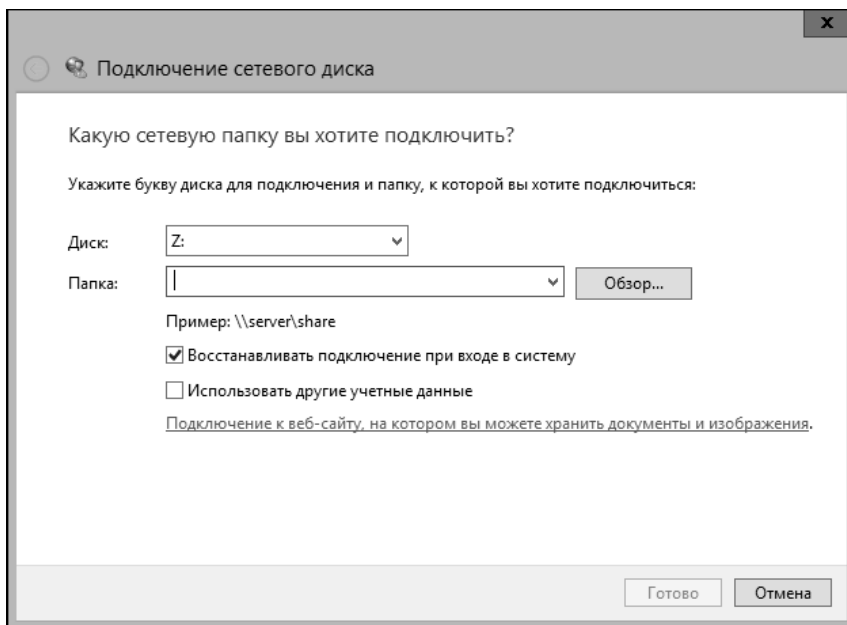 x
Подключение сетевого диска
Какую сетевую папку вы хотите подключить?
Укажите букву диска для подключения и папку, к которой вы хотите подключиться:
Диск: Z:
Папка: Обзор...
Пример: \\server\share
Восстанавливать подключение при входе в систему
Использовать другие учетные данные
Подключение к веб-сайту, на котором вы можете хранить документы и изображения.
Готово Отмена